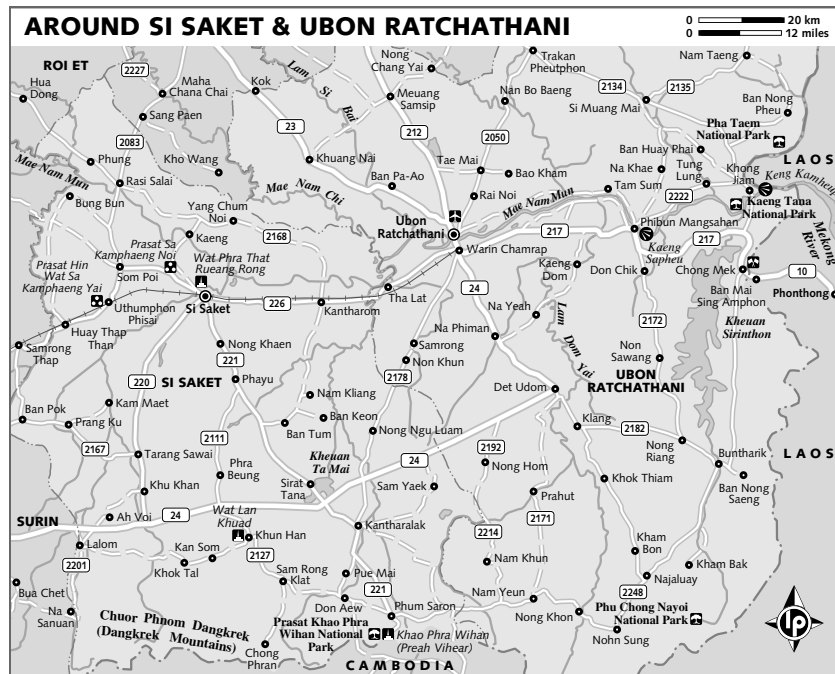 AROUND SI SAKET & UBON RATCHATHANI
0 20 km
0 12 miles
ROI ET
2227
Hua
Dong
Maha
Chana Chai
Kok
Lam Si Bai
Nong
Chang Yai
Meuang
Samsip
Trakan
Pheutphon
Nan Bo Baeng
2134
2135
Nam Taeng
Si Muang Mai
Ban Nong
Pheu
Pha Taem
National Park
Sang Paen
23
212
2050
2083
Phung
Kho Wang
Khuang Nai
Tae Mai
Ban Huay Phai
LAOS
Mae Nam Mun
Rasi Salai
Mae Nam Chi
Ban Pa-Ao
Bao Kham
Na Khae
Tung
Lung
Khong
Jiam
Keng Kamheup
Bung Bun
Yang Chum
Noi
Rai Noi
Mae Nam Mun
Tam Sum
2222
Kaeng Tana
National Park
Kaeng
2168
Ubon
Ratchathani
Phibun Mangsahan
217
217
Mekong
River
Prasat Sa
Kamphaeng Noi
Wat Phra That
Rueang Rong
Warin Chamrap
Kaeng
Sapheu
Prasat Hin
Wat Sa
Kamphaeng Yai
Som Poi
Kaeng
Dom
Don Chik
Chong Mek
10
Ban Mai
Sing Amphon
Phonthong
Uthumphon
Phisai
Si Saket
226
Kantharom
Tha Lat
24
Lam Dom Yai
Na Yeah
Kheuan
Sirinthon
Huay Thap
Than
Na Phiman
2172
Samrong
Thap
Nong Khaen
Samrong
Non
Sawang
221
Non Khun
220
SI SAKET
Phayu
2178
UBON
RATCHATHANI
Det Udom
Nam Kliang
Kam Maet
Ban Pok
Prang Ku
Ban Keon
Ban Tum
Nong Ngu Luam
Klang
2182
2111
2167
Tarang Sawai
Kheuan
Ta Mai
24
2192
Nong
Riang
Buntharik
LAOS
Phra
Beung
Nong Hom
Ban Nong
Saeng
Khu Khan
Sirat
Tana
Sam Yaek
Khok Thiam
Prahut
SURIN
Ah Voi
24
Wat Lan
Khuad
Kantharalak
2171
2214
Lalom
Khun Han
Kham
Bon
Kan Som
2127
Nam Khun
Kham Bak
2201
Khok Tal
Sam Rong
Klat
Pue Mai
Najaluay
Bua Chet
221
2248
Na
Sanuan
Don Aew
Phum Saron
Nam Yeun
Nong Khon
Phu Chong Nayoi
National Park
Chuor Phnom Dangkrek
(Dangkrek Mountains)
Prasat Khao Phra
Wihan National
Park
Khao Phra Wihan
(Preah Vihear)
Nohn Sung
Chong
Phran
CAMBODIA
lp